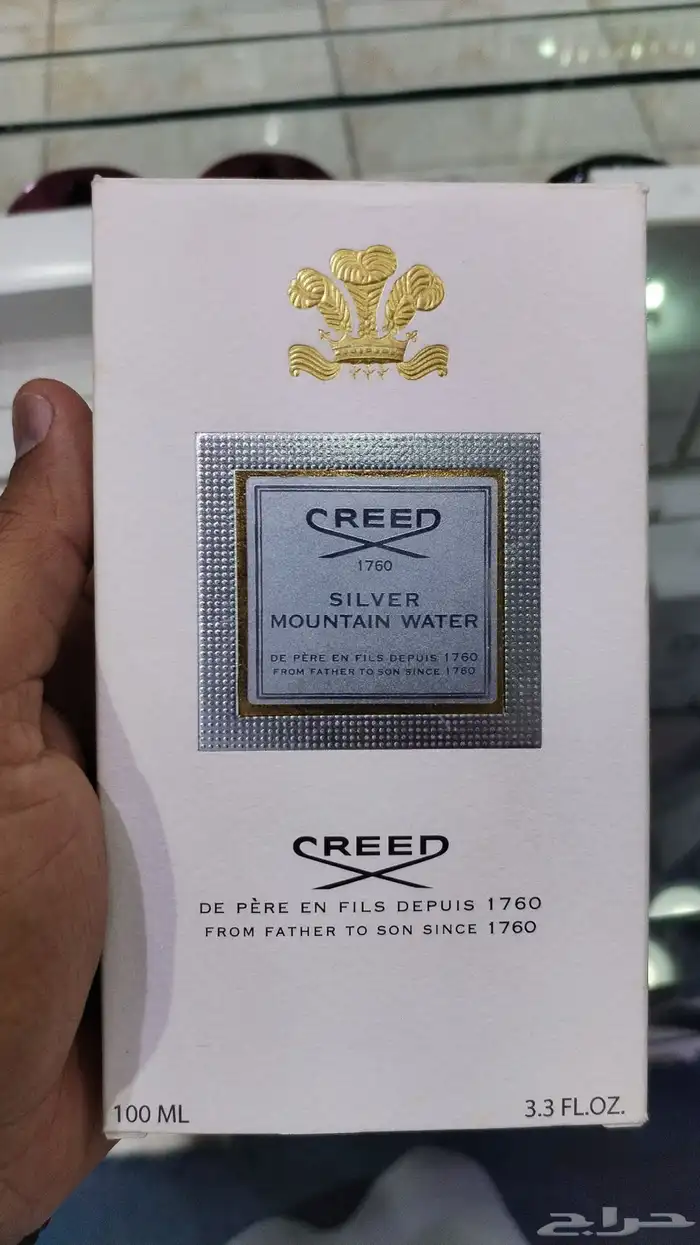 CREED
1760
SILVER
MOUNTAIN WATER
DE PÈRE EN FILS DEPUIS 1760
FROM FATHER TO SON SINCE 1760
CREED
DE PÈRE EN FILS DEPUIS 1760
FROM FATHER TO SON SINCE 1760
100 ML
3.3 FL.OZ.
حراج